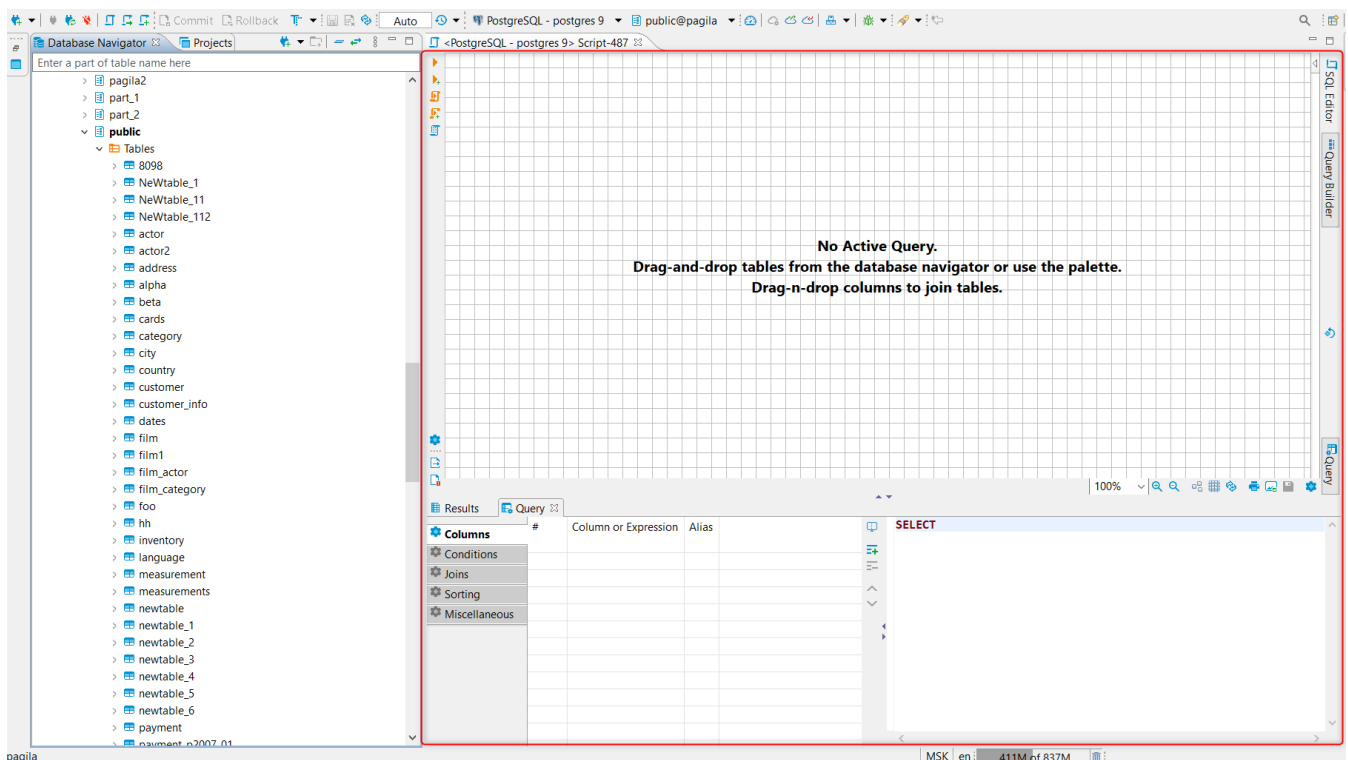 Commit Rollback Auto PostgreSQL - postgres 9 public@pagila
Database Navigator Projects
<PostgreSQL - postgres 9> Script-487
Enter a part of table name here
pagila2
part_1
part_2
public
Tables
8098
NeWtable_1
NeWtable_11
NeWtable_112
actor
actor2
address
alpha
beta
cards
category
city
country
customer
customer_info
dates
film
film1
film_actor
film_category
foo
hh
inventory
language
measurement
measurements
newtable
newtable_1
newtable_2
newtable_3
newtable_4
newtable_5
newtable_6
payment
payment_p2007_01
No Active Query.
Drag-and-drop tables from the database navigator or use the palette.
Drag-n-drop columns to join tables.
SQL Editor
Query Builder
Query
100%
Results Query
Columns
Conditions
Joins
Sorting
Miscellaneous
# Column or Expression Alias
SELECT
pagila
MSK en 411M of 837M